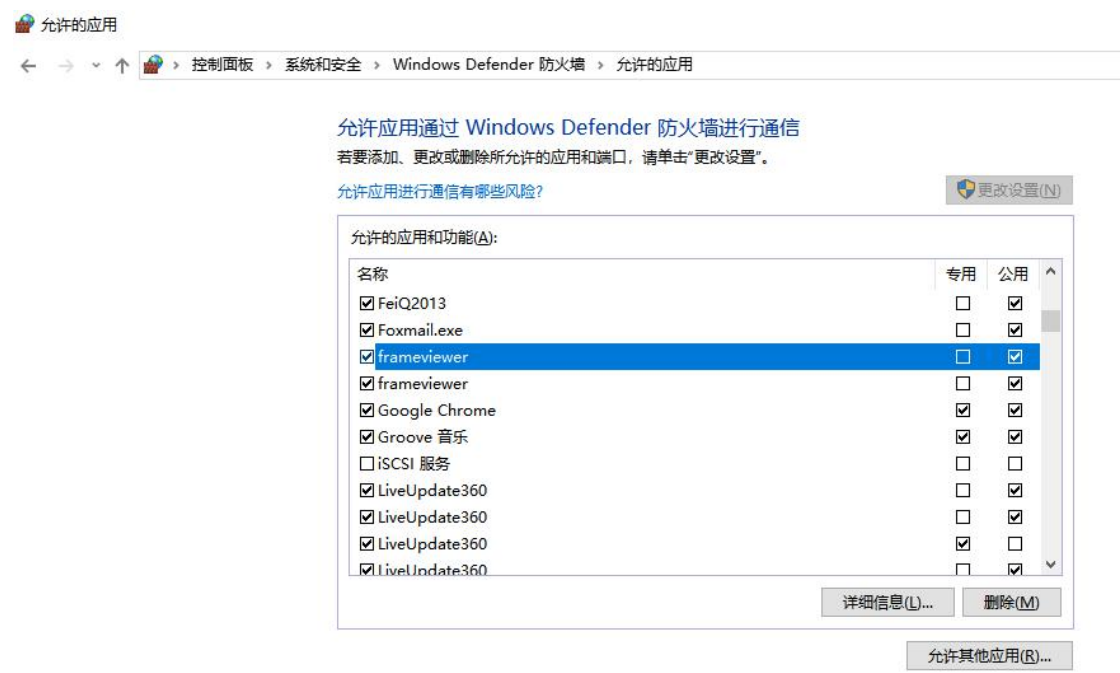 允许的应用
控制面板 › 系统和安全 › Windows Defender 防火墙 › 允许的应用
允许应用通过 Windows Defender 防火墙进行通信
若要添加、更改或删除所允许的应用和端口，请单击“更改设置”。
允许应用进行通信有哪些风险?
更改设置(N)
允许的应用和功能(A):
名称 专用 公用
FeiQ2013
Foxmail.exe
frameviewer
frameviewer
Google Chrome
Groove 音乐
iSCSI 服务
LiveUpdate360
LiveUpdate360
LiveUpdate360
LiveUpdate360
详细信息(L)... 删除(M)
允许其他应用(R)...